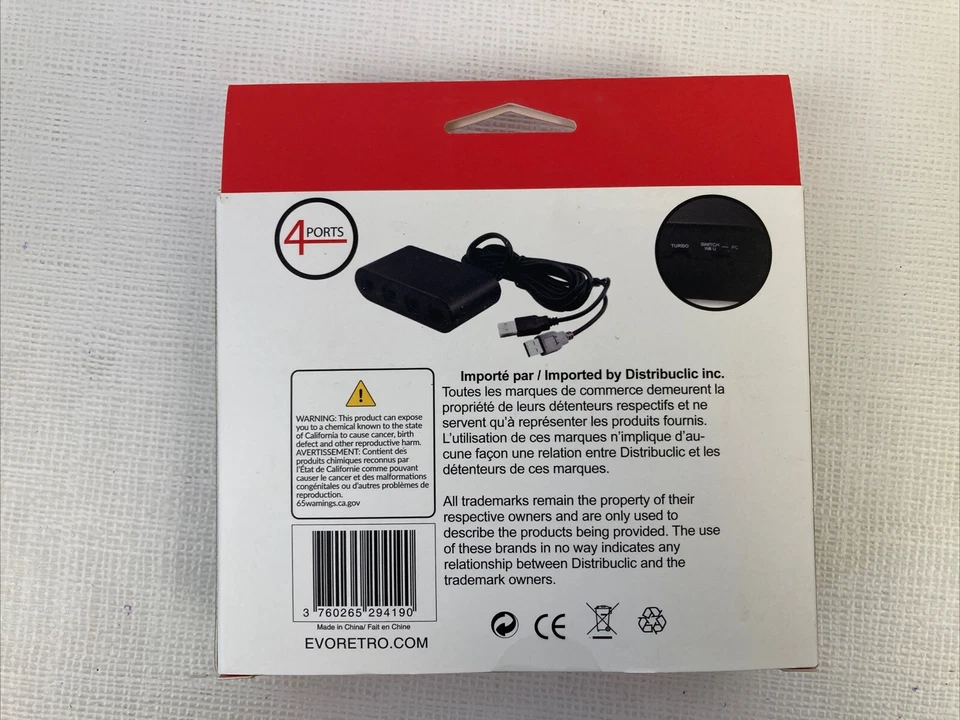 4 PORTS
TURBO SWITCH WII U — PC
Importé par / Imported by Distribuclic inc.
Toutes les marques de commerce demeurent la
propriété de leurs détenteurs respectifs et ne
servent qu'à représenter les produits fournis.
L'utilisation de ces marques n'implique d'au-
cune façon une relation entre Distribuclic et les
détenteurs de ces marques.
All trademarks remain the property of their
respective owners and are only used to
describe the products being provided. The use
of these brands in no way indicates any
relationship between Distribuclic and the
trademark owners.
WARNING: This product can expose
you to a chemical known to the state
of California to cause cancer, birth
defect and other reproductive harm.
AVERTISSEMENT: Contient des
produits chimiques reconnus par
l'État de Californie comme pouvant
causer le cancer et des malformations
congénitales ou d'autres problèmes de
reproduction.
65warnings.ca.gov
3 760265 294190
Made in China/ Fait en Chine
EVORETRO.COM
CE